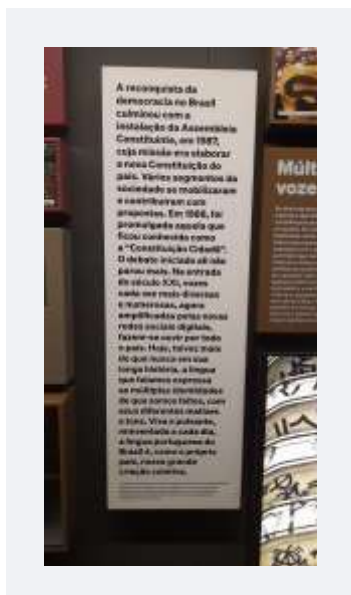 A reconquista da
democracia no Brasil
culminou com a
instalação da Assembleia
Constituinte, em 1987,
cuja missão era elaborar
a nova Constituição do
país. Vários segmentos da
sociedade se mobilizaram
e contribuíram com
propostas. Em 1988, foi
promulgada aquela que
ficou conhecida como
a “Constituição Cidadã”.
O debate iniciado ali não
parou mais. Na entrada
do século XXI, vozes
cada vez mais diversas
e numerosas, agora
amplificadas pelas novas
redes sociais digitais,
fazem-se ouvir por todo
o país. Hoje, talvez mais
do que nunca em sua
longa história, a língua
que falamos expressa
as múltiplas identidades
de que somos feitos, com
seus diferentes matizes
e tons. Viva e pulsante,
reinventada a cada dia,
a língua portuguesa do
Brasil é, como o próprio
país, nossa grande
criação coletiva.
Múlt
voze